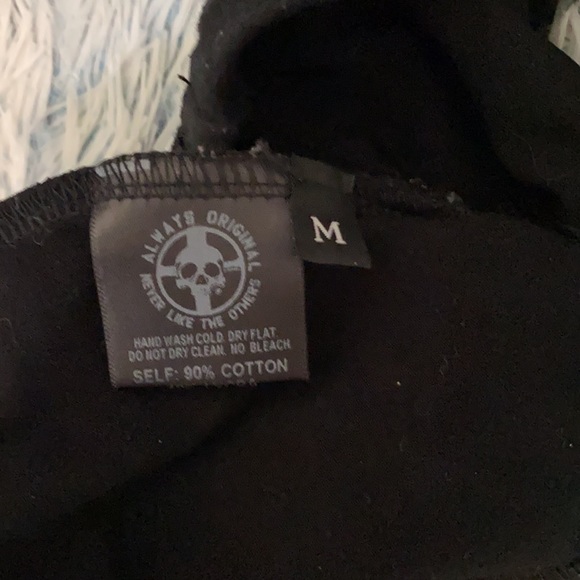 ALWAYS ORIGINAL
NEVER LIKE THE OTHERS
M
HAND WASH COLD. DRY FLAT.
DO NOT DRY CLEAN. NO BLEACH
SELF: 90% COTTON